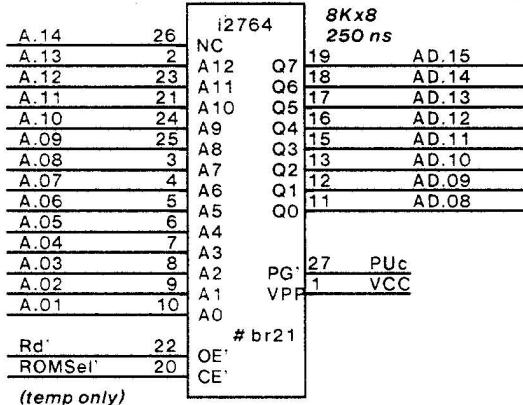 i2764
8Kx8
250 ns
A.14 26 NC
A.13 2 A12 Q7 19 AD.15
A.12 23 A11 Q6 18 AD.14
A.11 21 A10 Q5 17 AD.13
A.10 24 A9 Q4 16 AD.12
A.09 25 A8 Q3 15 AD.11
A.08 3 A7 Q2 13 AD.10
A.07 4 A6 Q1 12 AD.09
A.06 5 A5 Q0 11 AD.08
A.05 6 A4
A.04 7 A3
A.03 8 A2 PG' 27 PUc
A.02 9 A1 VPP 1 VCC
A.01 10 A0
#br21
Rd' 22 OE'
ROMSel' 20 CE'
(temp only)